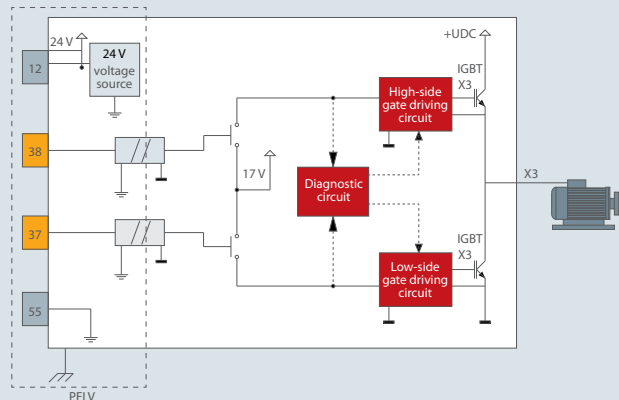 24 V
+UDC
12
24 V
voltage
source
IGBT
X3
High-side
gate driving
circuit
38
17 V
Diagnostic
circuit
X3
37
IGBT
X3
Low-side
gate driving
circuit
55
PELV